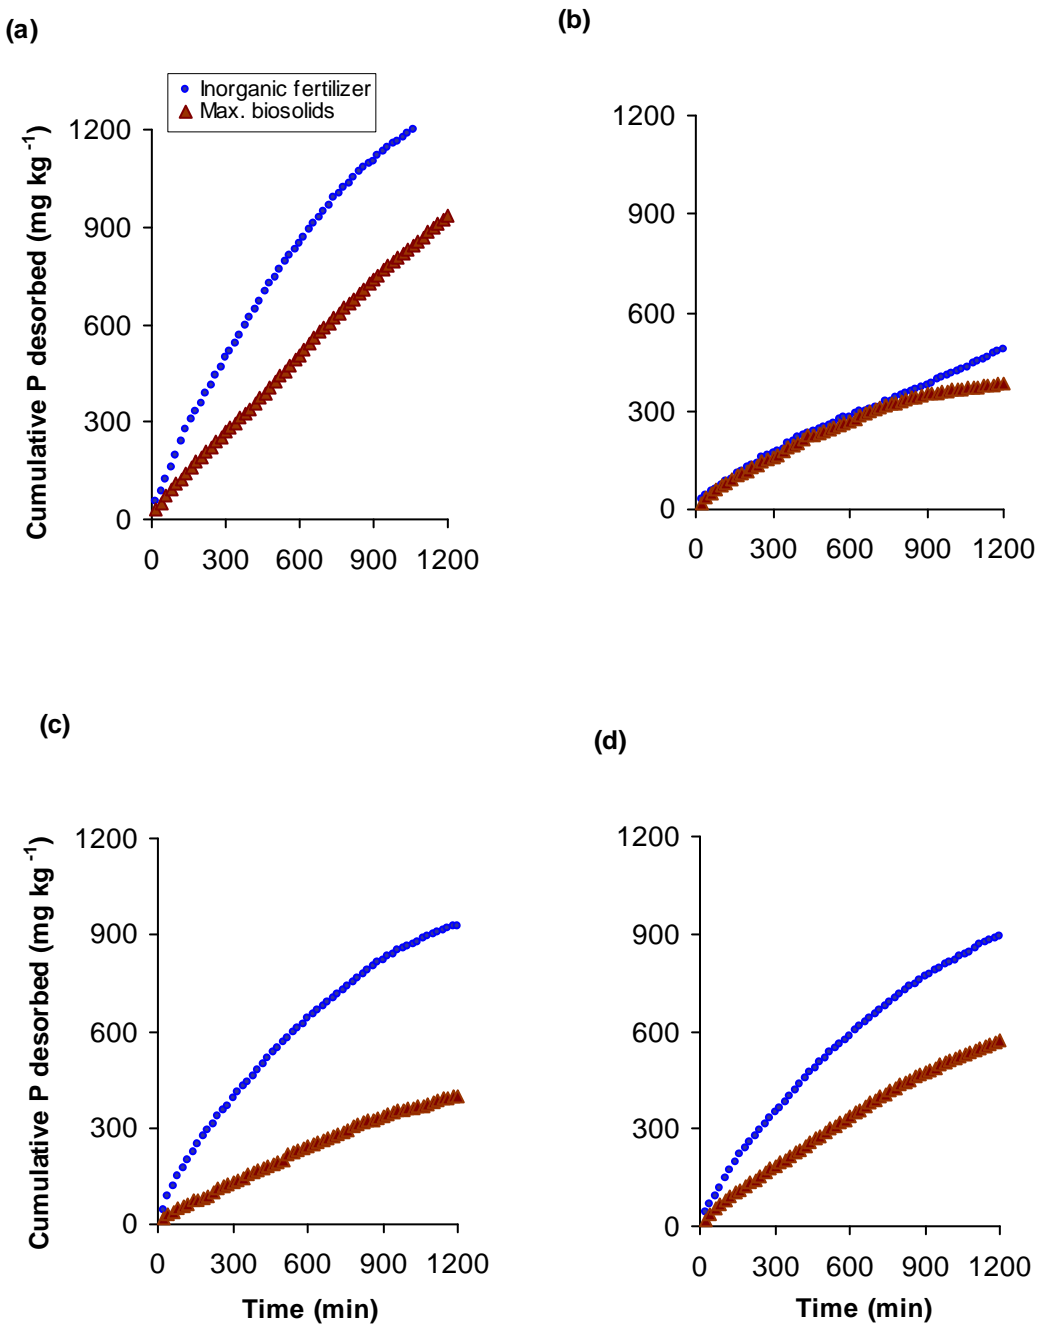 (a)
(b)
Inorganic fertilizer
Max. biosolids
Cumulative P desorbed (mg kg-1)
1200
900
600
300
0
0 300 600 900 1200
1200
900
600
300
0
0 300 600 900 1200
(c)
(d)
Cumulative P desorbed (mg kg-1)
1200
900
600
300
0
0 300 600 900 1200
Time (min)
1200
900
600
300
0
0 300 600 900 1200
Time (min)